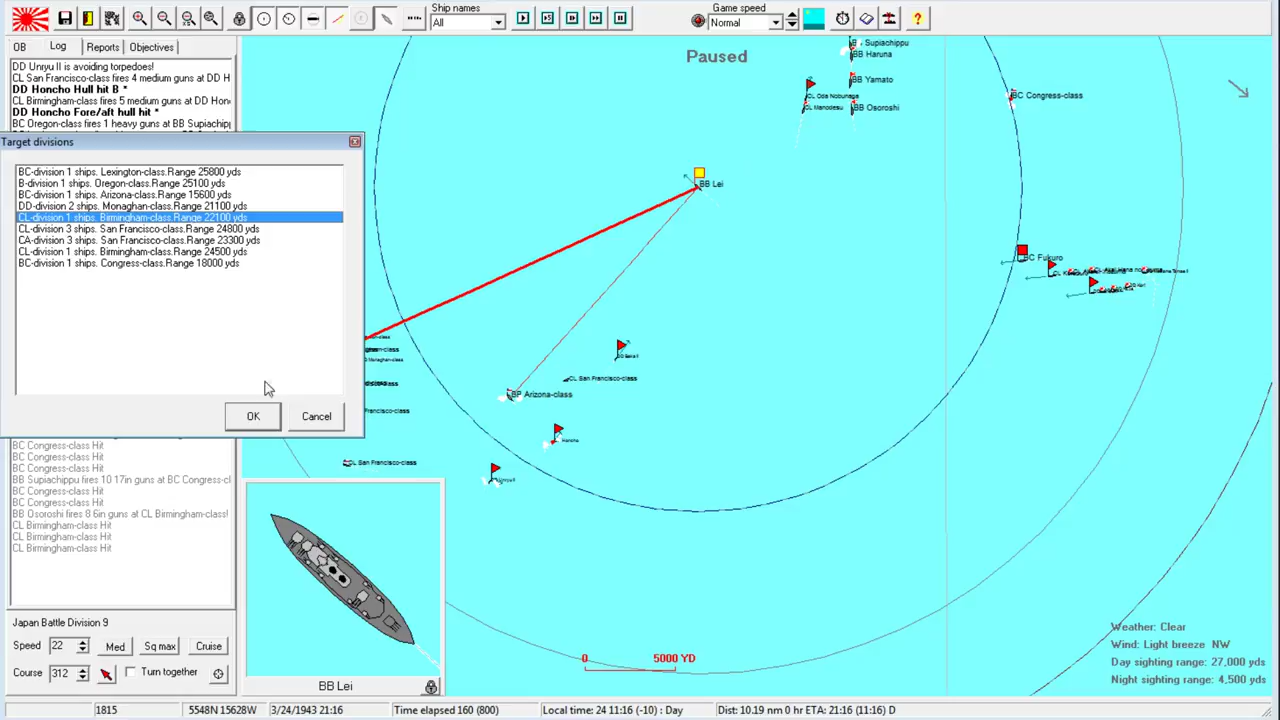 Ship names
Game speed
All
Normal
OB
Log
Reports
Objectives
DD Unryu II is avoiding torpedoes!
CL San Francisco-class fires 4 medium guns at DD H
DD Honcho Hull hit B *
CL Birmingham-class fires 5 medium guns at DD Hon
DD Honcho Fore/aft hull hit *
BC Oregon-class fires 1 heavy guns at BB Supiachipp
Target divisions
BC-division 1 ships. Lexington-class.Range 25800 yds
B-division 1 ships. Oregon-class.Range 25100 yds
BC-division 1 ships. Arizona-class.Range 15600 yds
DD-division 2 ships. Monaghan-class.Range 21100 yds
CL-division 1 ships. Birmingham-class.Range 22100 yds
CL-division 3 ships. San Francisco-class.Range 24800 yds
CA-division 3 ships. San Francisco-class.Range 23300 yds
CL-division 1 ships. Birmingham-class.Range 24500 yds
BC-division 1 ships. Congress-class.Range 18000 yds
OK
Cancel
BC Congress-class Hit
BC Congress-class Hit
BC Congress-class Hit
BB Supiachippu fires 10 17in guns at BC Congress-cl
BC Congress-class Hit
BC Congress-class Hit
BB Osoroshi fires 8 6in guns at CL Birmingham-class!
CL Birmingham-class Hit
CL Birmingham-class Hit
CL Birmingham-class Hit
Japan Battle Division 9
Speed
22
Med
Sq max
Cruise
Course
312
Turn together
Paused
BB Supiachippu
BB Haruna
BB Yamato
CL Oda Nobunaga
CL Manodesu
BB Osoroshi
BC Congress-class
BB Lei
BC Fukuro
Monaghan-class
CL San Francisco-class
Arizona-class
Honcho
L San Francisco-class
BB Lei
0
5000 YD
Weather: Clear
Wind: Light breeze NW
Day sighting range: 27,000 yds
Night sighting range: 4,500 yds
1815
5548N 15628W
3/24/1943 21:16
Time elapsed 160 (800)
Local time: 24 11:16 (-10) : Day
Dist: 10.19 nm 0 hr ETA: 21:16 (11:16) D